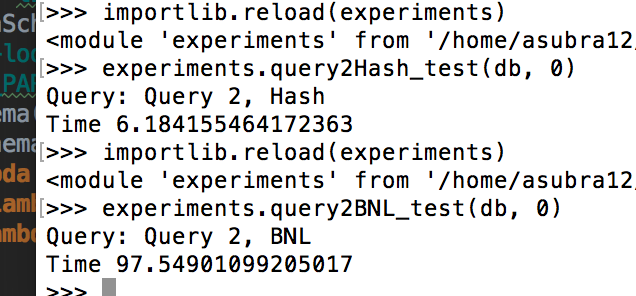 >>> importlib.reload(experiments)
<module 'experiments' from '/home/asubra12/
[>>> experiments.query2Hash_test(db, 0)
Query: Query 2, Hash
Time 6.184155464172363
[>>> importlib.reload(experiments)
<module 'experiments' from '/home/asubra12/
[>>> experiments.query2BNL_test(db, 0)
Query: Query 2, BNL
Time 97.54901099205017
>>>